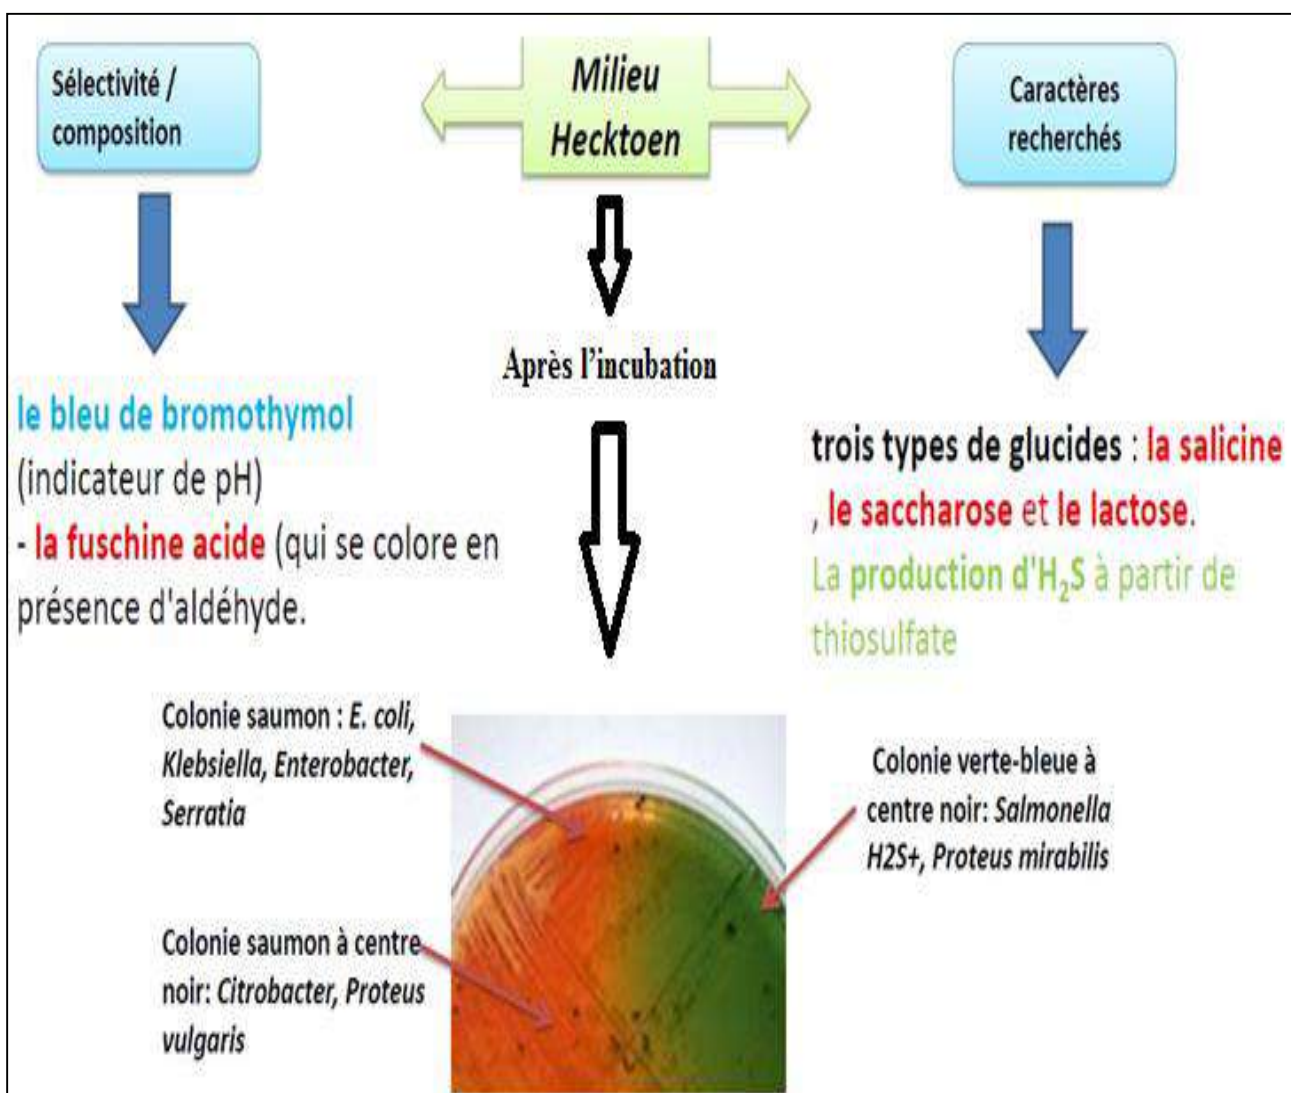 Sélectivité /
composition
Milieu
Hecktoen
Caractères
recherchés
Après l'incubation
le bleu de bromothymol
(indicateur de pH)
- la fuschine acide (qui se colore en
présence d'aldéhyde.
trois types de glucides : la salicine
, le saccharose et le lactose.
La production d'H₂S à partir de
thiosulfate
Colonie saumon : E. coli,
Klebsiella, Enterobacter,
Serratia
Colonie verte-bleue à
centre noir: Salmonella
H2S+, Proteus mirabilis
Colonie saumon à centre
noir: Citrobacter, Proteus
vulgaris